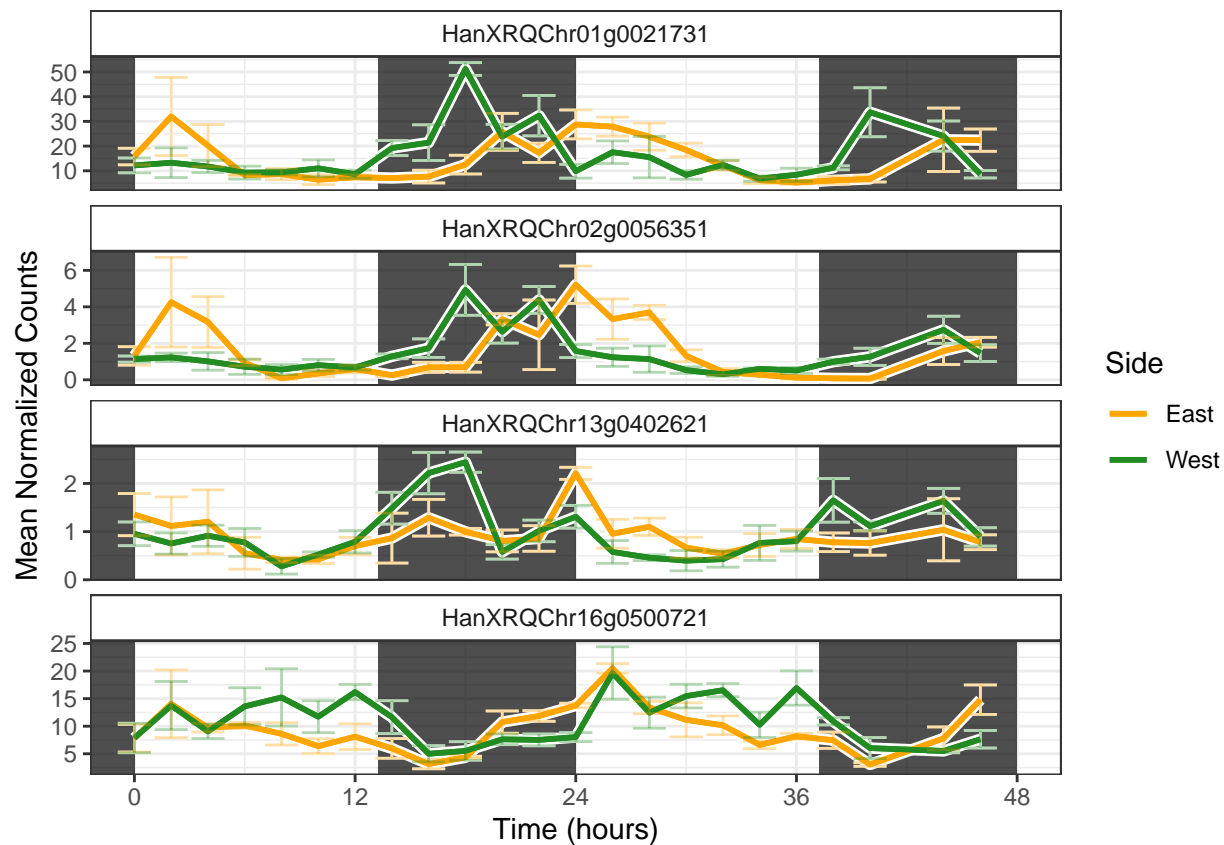 HanXRQChr01g0021731
50
40
30
20
10
HanXRQChr02g0056351
6
4
2
0
HanXRQChr13g0402621
2
1
0
HanXRQChr16g0500721
25
20
15
10
5
0 12 24 36 48
Time (hours)
Mean Normalized Counts
Side
East
West